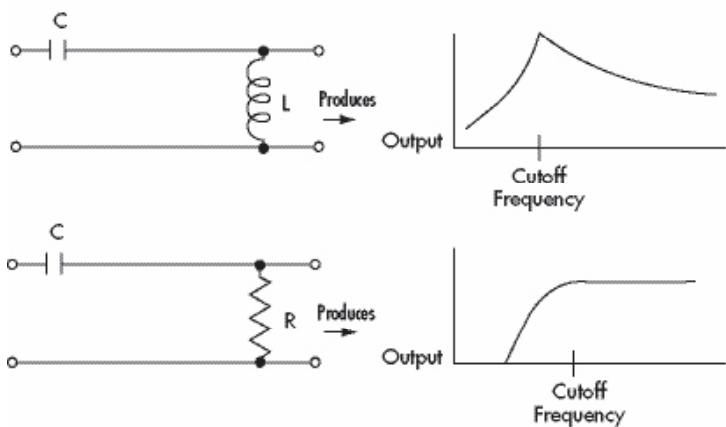 C
L
Produces
Output
Cutoff
Frequency
C
R
Produces
Output
Cutoff
Frequency